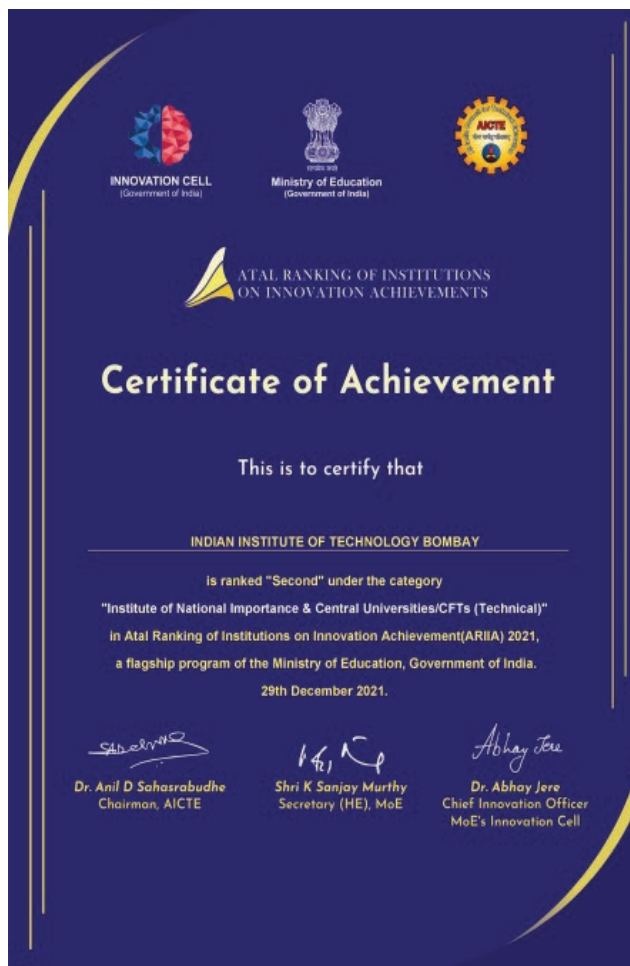 INNOVATION CELL
(Government of India)
Ministry of Education
(Government of India)
AICTE
ATAL RANKING OF INSTITUTIONS
ON INNOVATION ACHIEVEMENTS
Certificate of Achievement
This is to certify that
INDIAN INSTITUTE OF TECHNOLOGY BOMBAY
is ranked "Second" under the category
"Institute of National Importance & Central Universities/CFTs (Technical)"
in Atal Ranking of Institutions on Innovation Achievement(ARIIA) 2021,
a flagship program of the Ministry of Education, Government of India.
29th December 2021.
Abhay Jere
Dr. Anil D Sahasrabudhe
Chairman, AICTE
Shri K Sanjay Murthy
Secretary (HE), MoE
Dr. Abhay Jere
Chief Innovation Officer
MoE's Innovation Cell